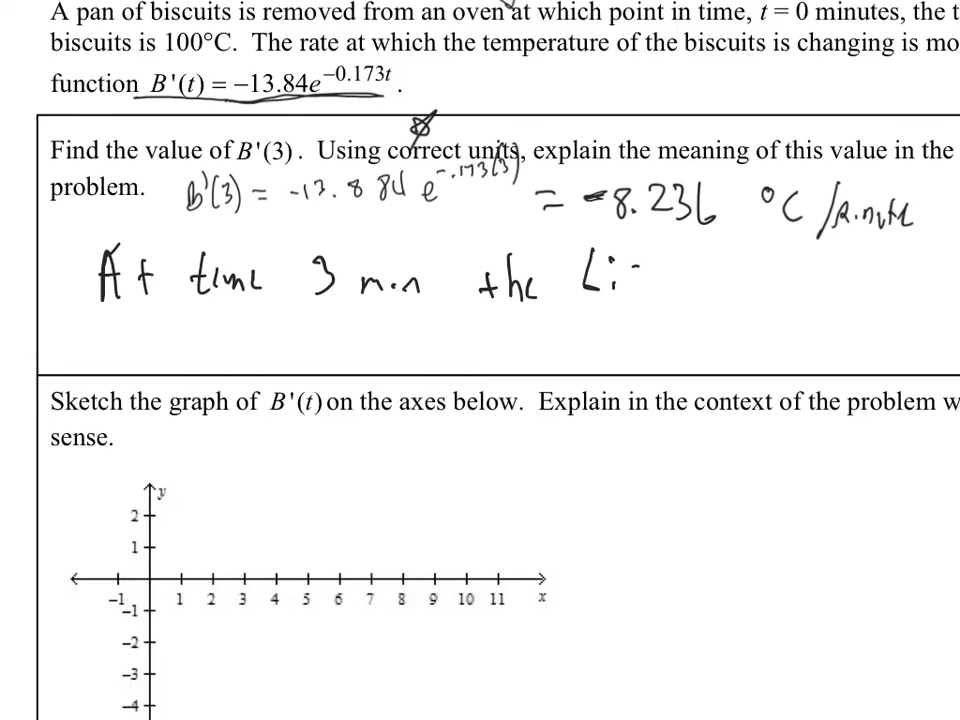 A pan of biscuits is removed from an oven at which point in time, t = 0 minutes, the t
biscuits is 100°C. The rate at which the temperature of the biscuits is changing is mo
function B'(t) = −13.84e^−0.173t .
Find the value of B'(3). Using correct units, explain the meaning of this value in the
problem. B'(3) = -13.884 e^-.173(3) = -8.236 °C /minute
At time 3 min the
Sketch the graph of B'(t) on the axes below. Explain in the context of the problem w
sense.
y
2
1
−1 1 2 3 4 5 6 7 8 9 10 11 x
−1
−2
−3
−4